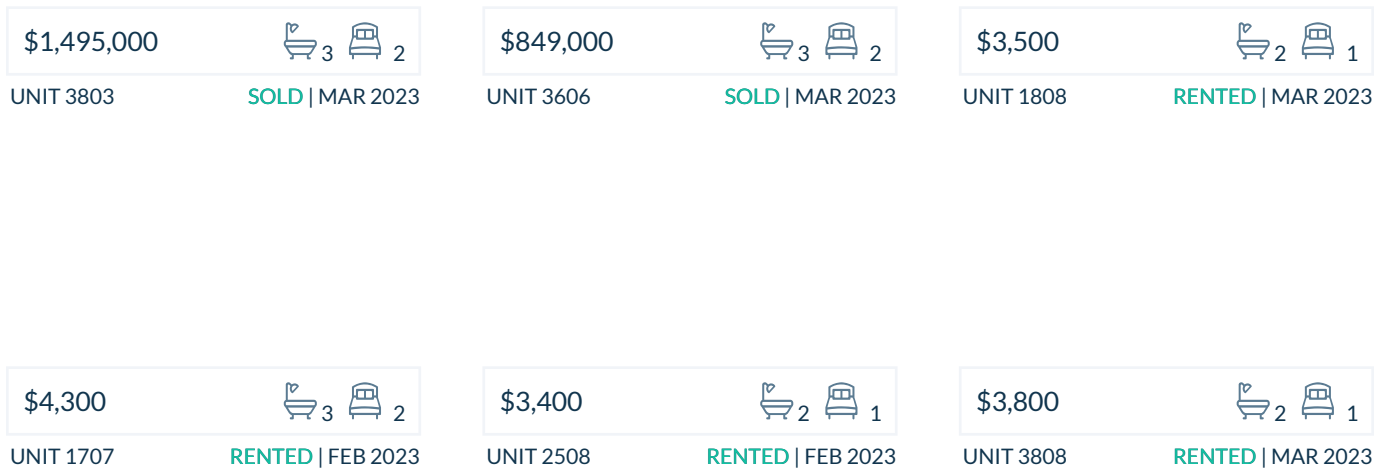 $1,495,000 3 2
UNIT 3803 SOLD | MAR 2023
$849,000 3 2
UNIT 3606 SOLD | MAR 2023
$3,500 2 1
UNIT 1808 RENTED | MAR 2023
$4,300 3 2
UNIT 1707 RENTED | FEB 2023
$3,400 2 1
UNIT 2508 RENTED | FEB 2023
$3,800 2 1
UNIT 3808 RENTED | MAR 2023